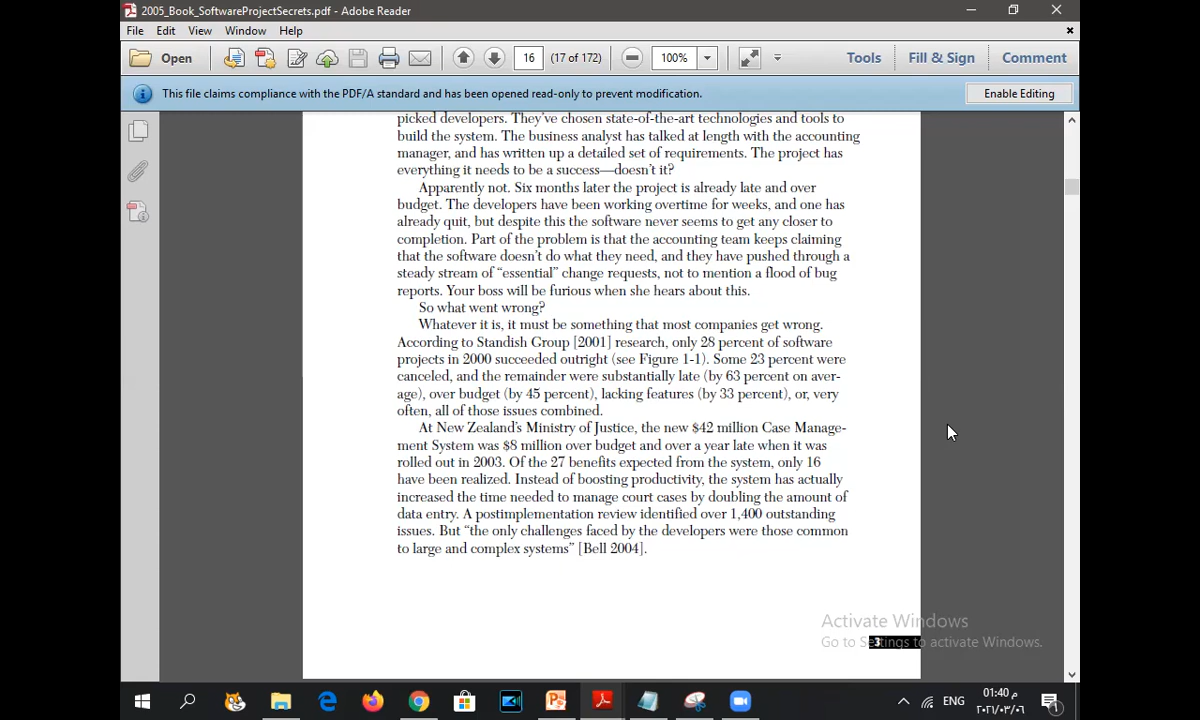 2005_Book_SoftwareProjectSecrets.pdf - Adobe Reader
File Edit View Window Help
Open 16 (17 of 172) 100% Tools Fill & Sign Comment
This file claims compliance with the PDF/A standard and has been opened read-only to prevent modification. Enable Editing
picked developers. They've chosen state-of-the-art technologies and tools to
build the system. The business analyst has talked at length with the accounting
manager, and has written up a detailed set of requirements. The project has
everything it needs to be a success—doesn't it?
Apparently not. Six months later the project is already late and over
budget. The developers have been working overtime for weeks, and one has
already quit, but despite this the software never seems to get any closer to
completion. Part of the problem is that the accounting team keeps claiming
that the software doesn't do what they need, and they have pushed through a
steady stream of “essential” change requests, not to mention a flood of bug
reports. Your boss will be furious when she hears about this.
So what went wrong?
Whatever it is, it must be something that most companies get wrong.
According to Standish Group [2001] research, only 28 percent of software
projects in 2000 succeeded outright (see Figure 1-1). Some 23 percent were
canceled, and the remainder were substantially late (by 63 percent on aver-
age), over budget (by 45 percent), lacking features (by 33 percent), or, very
often, all of those issues combined.
At New Zealand's Ministry of Justice, the new $42 million Case Manage-
ment System was $8 million over budget and over a year late when it was
rolled out in 2003. Of the 27 benefits expected from the system, only 16
have been realized. Instead of boosting productivity, the system has actually
increased the time needed to manage court cases by doubling the amount of
data entry. A postimplementation review identified over 1,400 outstanding
issues. But “the only challenges faced by the developers were those common
to large and complex systems” [Bell 2004].
Activate Windows
Go to Settings to activate Windows.
3
ENG
01:40 م
٢٠٢١/٠٣/٠٦
1